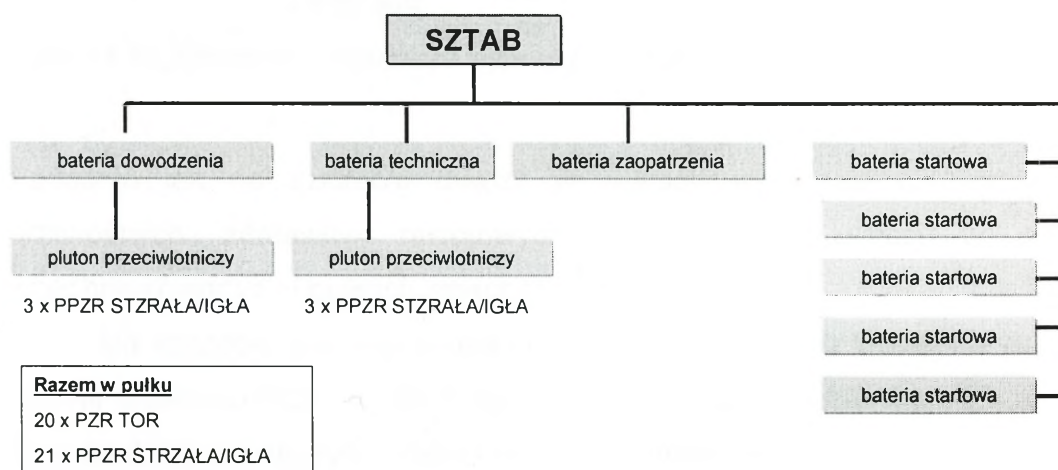 SZTAB
bateria dowodzenia
bateria techniczna
bateria zaopatrzenia
bateria startowa
pluton przeciwlotniczy
pluton przeciwlotniczy
bateria startowa
3 x PPZR STZRAŁA/IGŁA
3 x PPZR STZRAŁA/IGŁA
bateria startowa
bateria startowa
bateria startowa
Razem w pułku
20 x PZR TOR
21 x PPZR STRZAŁA/IGŁA